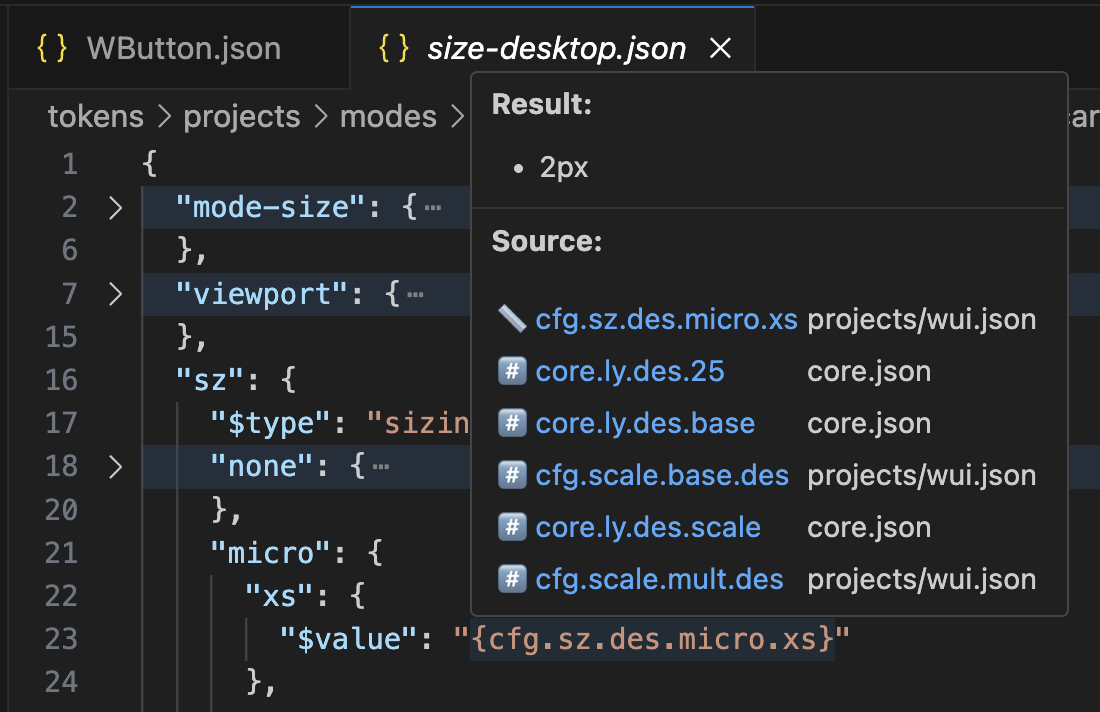 { } WButton.json { } size-desktop.json ×
tokens > projects > modes >
Result:
• 2px
Source:
cfg.sz.des.micro.xs projects/wui.json
# core.ly.des.25 core.json
# core.ly.des.base core.json
# cfg.scale.base.des projects/wui.json
# core.ly.des.scale core.json
# cfg.scale.mult.des projects/wui.json
1 {
2 > "mode-size": { ⋯
6 },
7 > "viewport": { ⋯
15 },
16 "sz": {
17 "$type": "sizin
18 > "none": { ⋯
20 },
21 "micro": {
22 "xs": {
23 "$value": "{cfg.sz.des.micro.xs}"
24 },